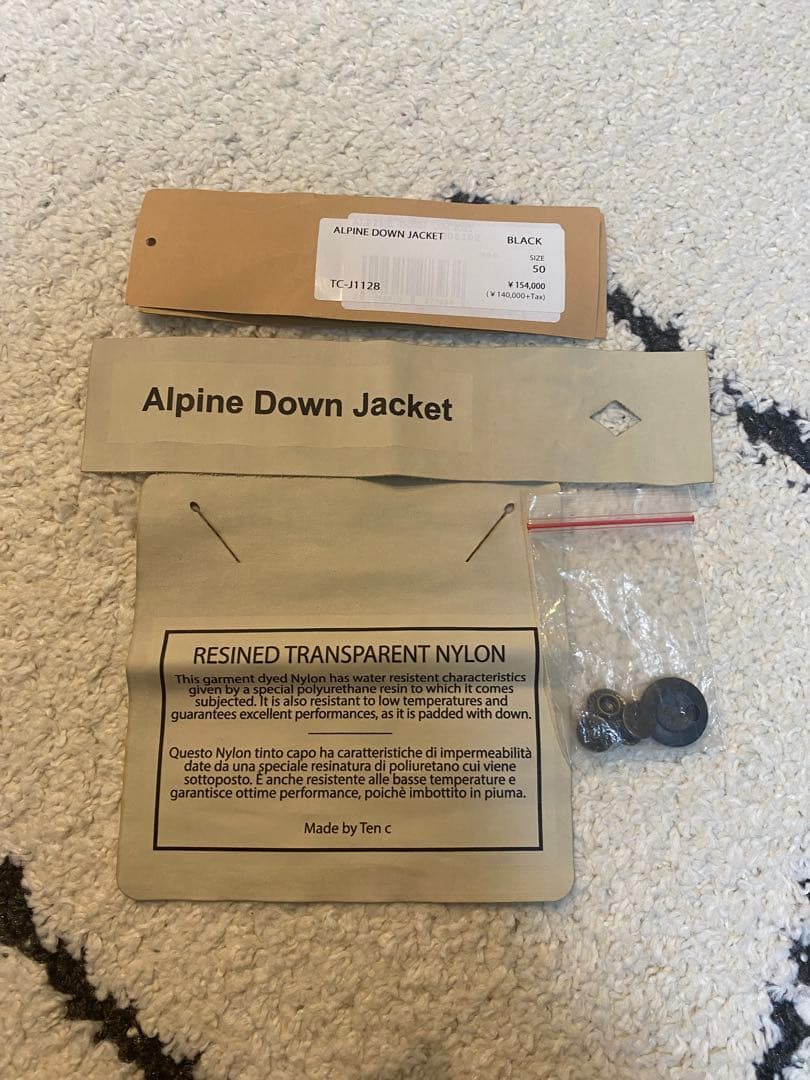 ALPINE DOWN JACKET
BLACK
SIZE
50
TC-J1128
¥154,000
(¥140,000+Tax)
Alpine Down Jacket
RESINED TRANSPARENT NYLON
This garment dyed Nylon has water resistent characteristics
given by a special polyurethane resin to which it comes
subjected. It is also resistant to low temperatures and
guarantees excellent performances, as it is padded with down.
Questo Nylon tinto capo ha caratteristiche di impermeabilità
date da una speciale resinatura di poliuretano cui viene
sottoposto. È anche resistente alle basse temperature e
garantisce ottime performance, poichè imbottito in piuma.
Made by Ten c